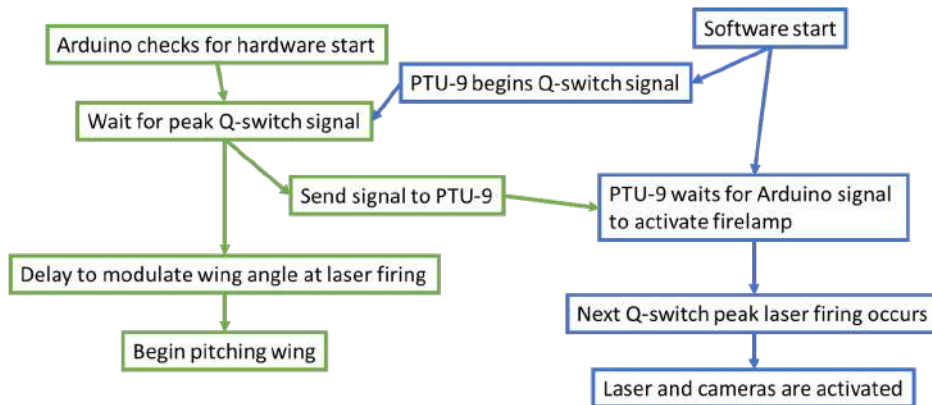 Software start
Arduino checks for hardware start
PTU-9 begins Q-switch signal
Wait for peak Q-switch signal
Send signal to PTU-9
PTU-9 waits for Arduino signal
to activate firelamp
Delay to modulate wing angle at laser firing
Next Q-switch peak laser firing occurs
Begin pitching wing
Laser and cameras are activated